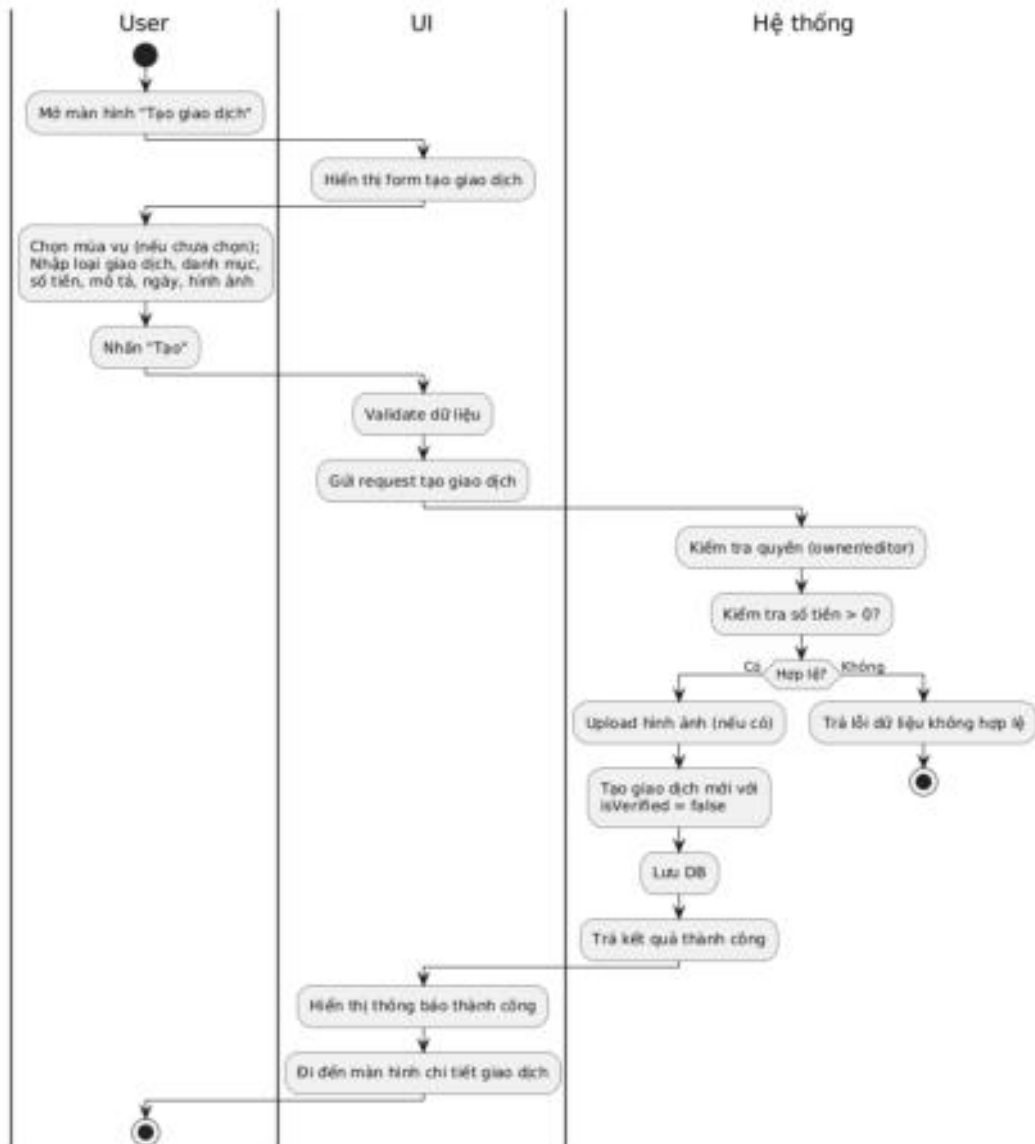 User
UI
Hệ thống
Mở màn hình "Tạo giao dịch"
Hiển thị form tạo giao dịch
Chọn mùa vụ (nếu chưa chọn);
Nhập loại giao dịch, danh mục,
số tiền, mô tả, ngày, hình ảnh
Nhấn "Tạo"
Validate dữ liệu
Gửi request tạo giao dịch
Kiểm tra quyền (owner/editor)
Kiểm tra số tiền > 0?
Có
Hợp lệ?
Không
Upload hình ảnh (nếu có)
Trả lỗi dữ liệu không hợp lệ
Tạo giao dịch mới với
isVerified = false
Lưu DB
Trả kết quả thành công
Hiển thị thông báo thành công
Đi đến màn hình chi tiết giao dịch